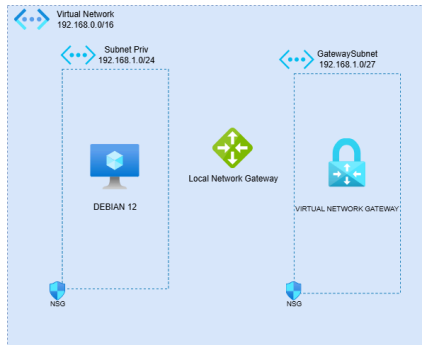 Virtual Network
192.168.0.0/16
Subnet Priv
192.168.1.0/24
GatewaySubnet
192.168.1.0/27
Local Network Gateway
DEBIAN 12
VIRTUAL NETWORK GATEWAY
NSG
NSG